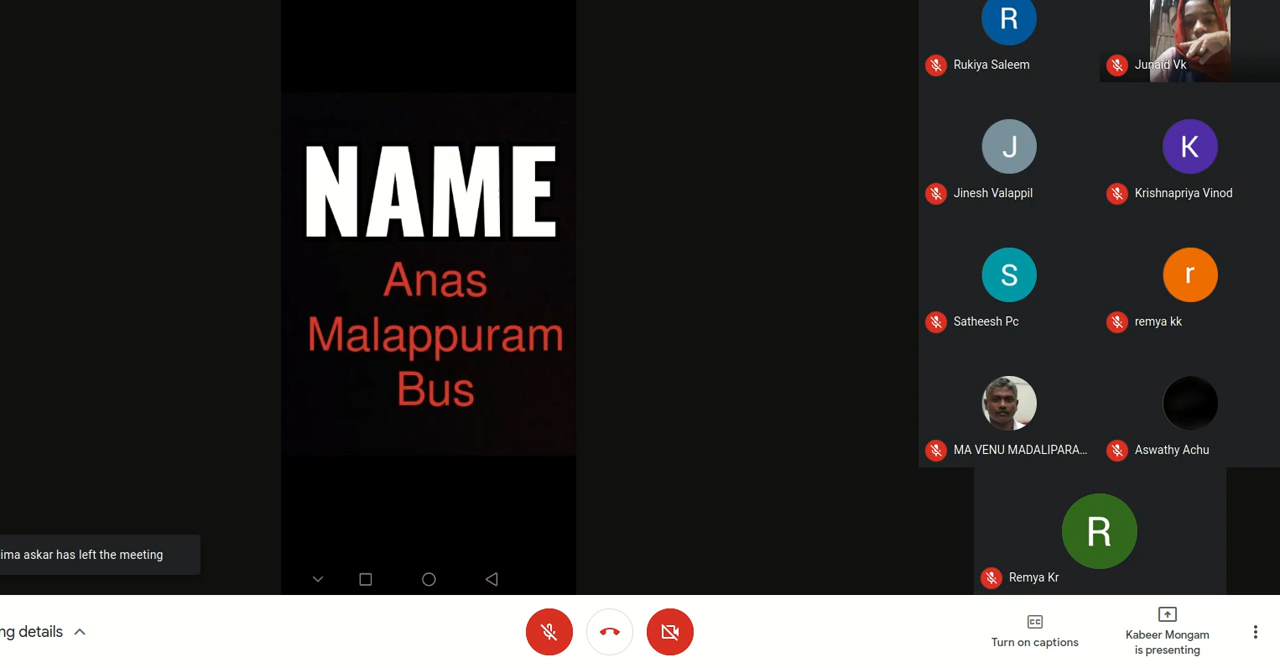 NAME
Anas
Malappuram
Bus
R
Rukiya Saleem
Junaid Vk
J
Jinesh Valappil
K
Krishnapriya Vinod
S
Satheesh Pc
r
remya kk
MA VENU MADALIPARA...
Aswathy Achu
R
Remya Kr
ima askar has left the meeting
ng details
CC
Turn on captions
Kabeer Mongam
is presenting